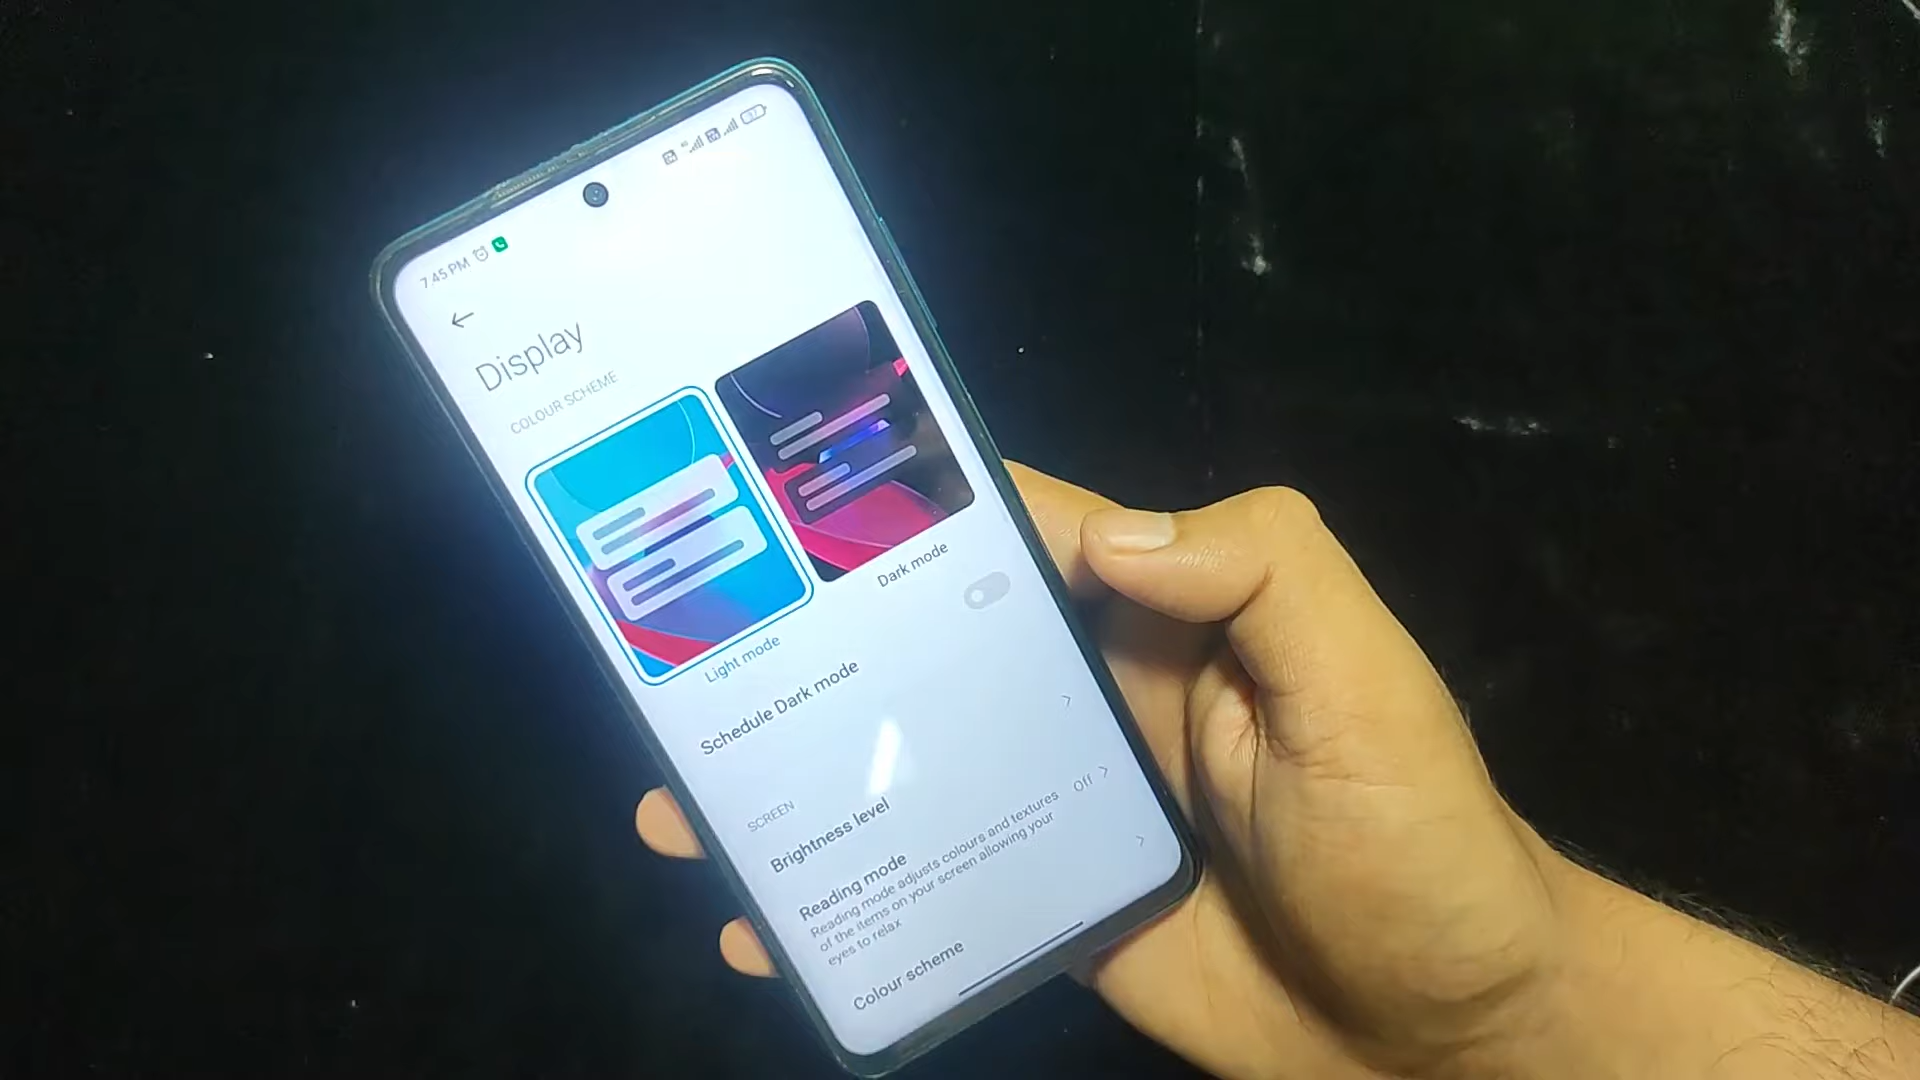 7:45 PM
Display
COLOUR SCHEME
Light mode
Dark mode
Schedule Dark mode
SCREEN
Brightness level
Reading mode
Off
Reading mode adjusts colours and textures
of the items on your screen allowing your
eyes to relax
Colour scheme